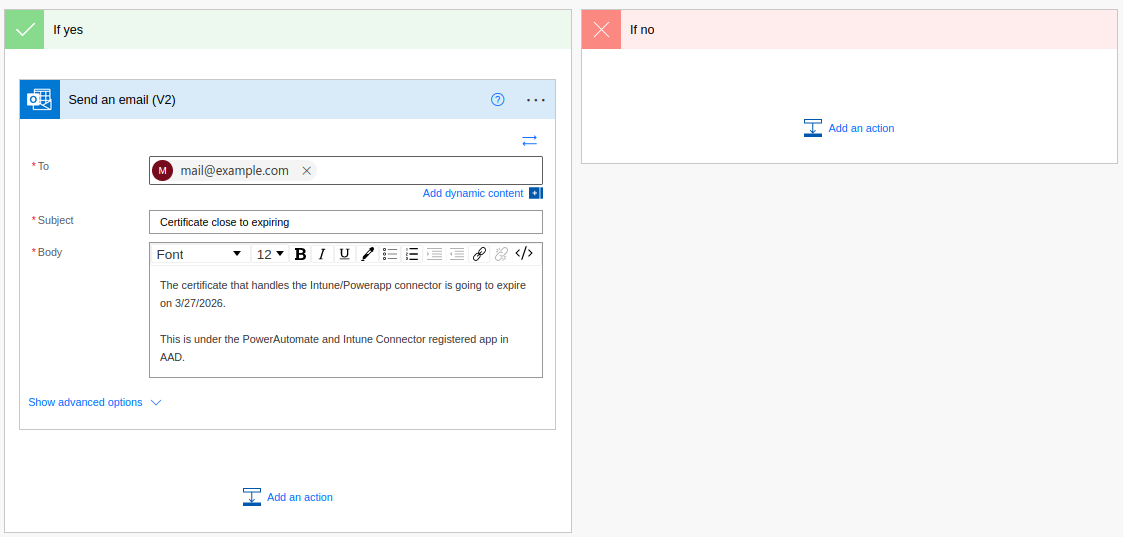 If yes
If no
Send an email (V2)
?
Add an action
* To
M mail@example.com
Add dynamic content
* Subject
Certificate close to expiring
* Body
Font 12 B I U </>
The certificate that handles the Intune/Powerapp connector is going to expire
on 3/27/2026.
This is under the PowerAutomate and Intune Connector registered app in
AAD.
Show advanced options
Add an action